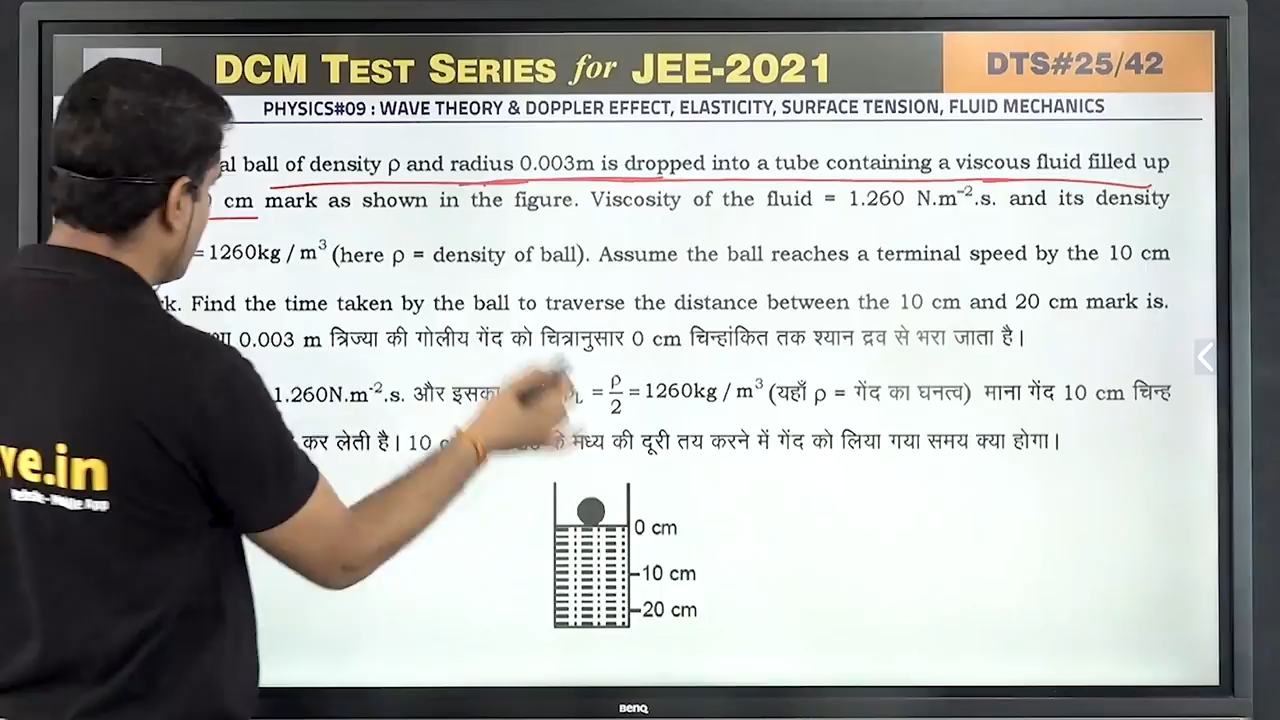 DCM TEST SERIES for JEE-2021
DTS#25/42
PHYSICS#09 : WAVE THEORY & DOPPLER EFFECT, ELASTICITY, SURFACE TENSION, FLUID MECHANICS
al ball of density ρ and radius 0.003m is dropped into a tube containing a viscous fluid filled up
cm mark as shown in the figure. Viscosity of the fluid = 1.260 N.m⁻².s. and its density
= 1260kg / m³ (here ρ = density of ball). Assume the ball reaches a terminal speed by the 10 cm
k. Find the time taken by the ball to traverse the distance between the 10 cm and 20 cm mark is.
0.003 m त्रिज्या की गोलीय गेंद को चित्रानुसार 0 cm चिन्हांकित तक श्यान द्रव से भरा जाता है।
1.260N.m⁻².s. और इसका = ρ/2 = 1260kg / m³ (यहाँ ρ = गेंद का घनत्व) माना गेंद 10 cm चिन्ह
कर लेती है। 10 के मध्य की दूरी तय करने में गेंद को लिया गया समय क्या होगा।
0 cm
10 cm
20 cm
ve.in
BenQ